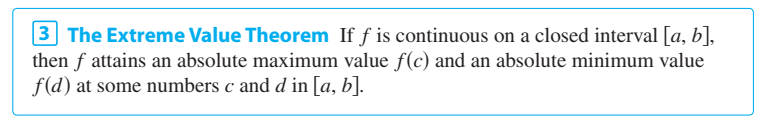 3 The Extreme Value Theorem If f is continuous on a closed interval [a, b],
then f attains an absolute maximum value f(c) and an absolute minimum value
f(d) at some numbers c and d in [a, b].